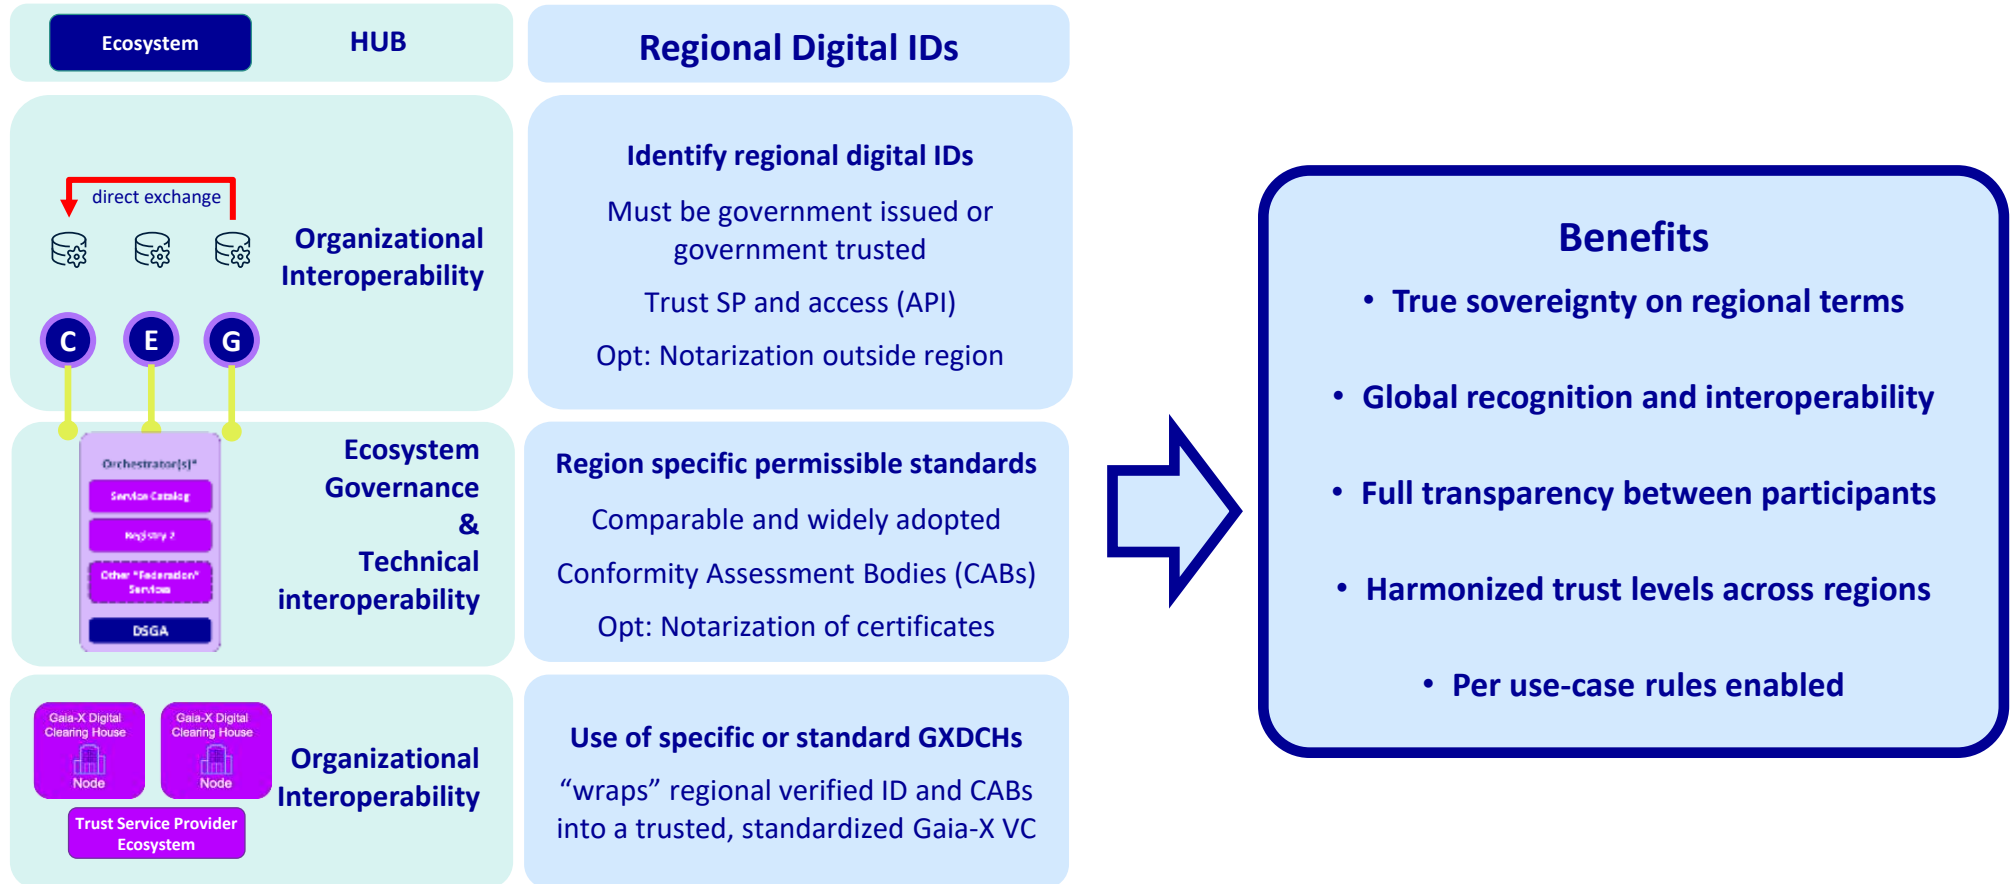 Ecosystem
HUB
Regional Digital IDs
direct exchange
Organizational
Interoperability
C
E
G
Identify regional digital IDs
Must be government issued or
government trusted
Trust SP and access (API)
Opt: Notarization outside region
Orchestrator(s)*
Service Catalog
Registry 2
Other "Federation"
Services
DSGA
Ecosystem
Governance
&
Technical
interoperability
Region specific permissible standards
Comparable and widely adopted
Conformity Assessment Bodies (CABs)
Opt: Notarization of certificates
Gaia-X Digital
Clearing House
Node
Gaia-X Digital
Clearing House
Node
Trust Service Provider
Ecosystem
Organizational
Interoperability
Use of specific or standard GXDCHs
“wraps” regional verified ID and CABs
into a trusted, standardized Gaia-X VC
Benefits
• True sovereignty on regional terms
• Global recognition and interoperability
• Full transparency between participants
• Harmonized trust levels across regions
• Per use-case rules enabled